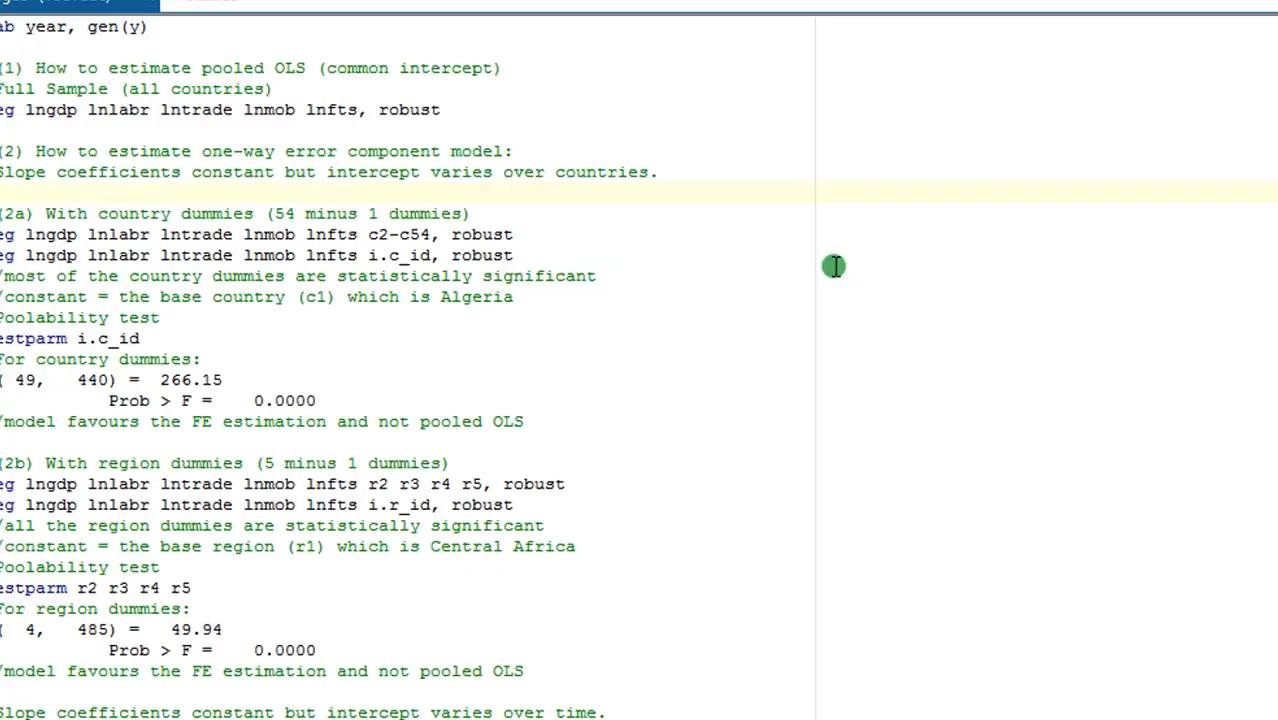 ab year, gen(y)
(1) How to estimate pooled OLS (common intercept)
Full Sample (all countries)
eg lngdp lnlabr lntrade lnmob lnfts, robust
(2) How to estimate one-way error component model:
Slope coefficients constant but intercept varies over countries.
(2a) With country dummies (54 minus 1 dummies)
eg lngdp lnlabr lntrade lnmob lnfts c2-c54, robust
eg lngdp lnlabr lntrade lnmob lnfts i.c_id, robust
/most of the country dummies are statistically significant
/constant = the base country (c1) which is Algeria
Poolability test
estparm i.c_id
For country dummies:
( 49,   440) =  266.15
Prob > F =    0.0000
/model favours the FE estimation and not pooled OLS
(2b) With region dummies (5 minus 1 dummies)
eg lngdp lnlabr lntrade lnmob lnfts r2 r3 r4 r5, robust
eg lngdp lnlabr lntrade lnmob lnfts i.r_id, robust
/all the region dummies are statistically significant
/constant = the base region (r1) which is Central Africa
Poolability test
estparm r2 r3 r4 r5
For region dummies:
(  4,   485) =   49.94
Prob > F =    0.0000
/model favours the FE estimation and not pooled OLS
Slope coefficients constant but intercept varies over time.